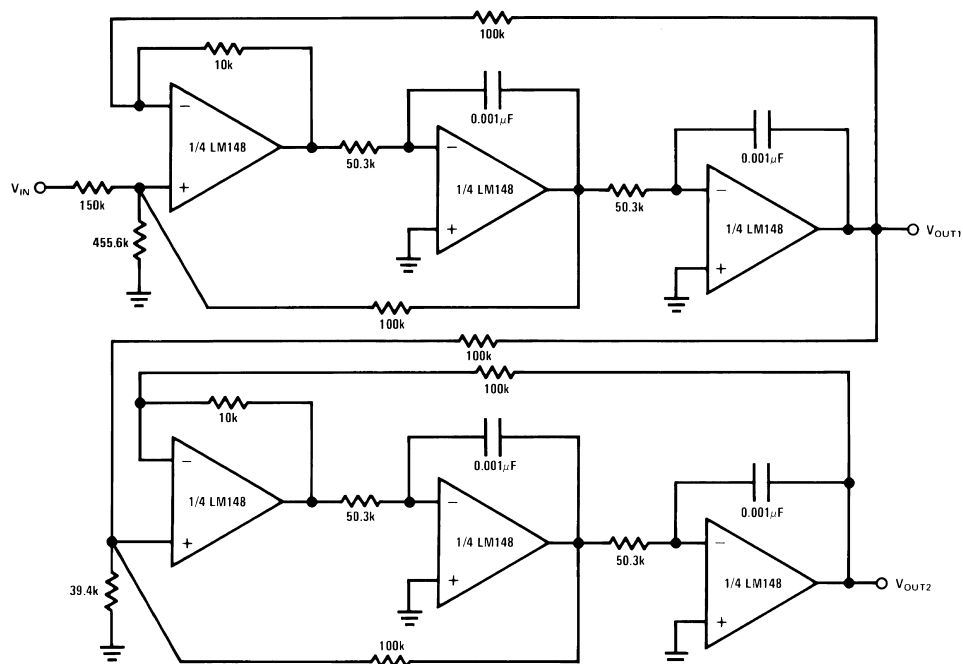 100k
10k
0.001μF
1/4 LM148
50.3k
0.001μF
1/4 LM148
50.3k
1/4 LM148
VIN
150k
455.6k
VOUT1
100k
100k
100k
10k
0.001μF
1/4 LM148
50.3k
0.001μF
1/4 LM148
50.3k
1/4 LM148
39.4k
VOUT2
100k